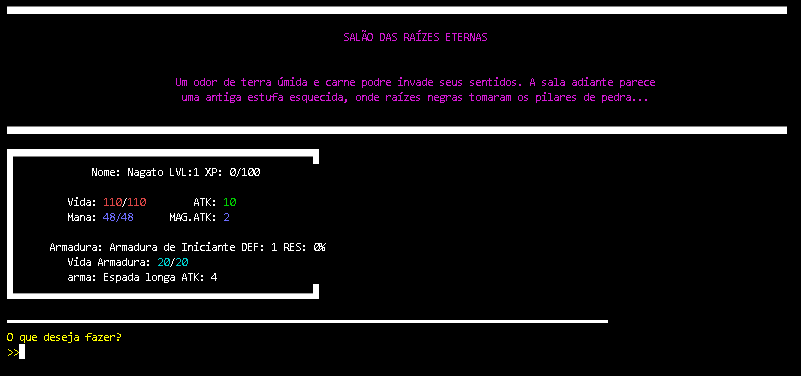 SALÃO DAS RAÍZES ETERNAS
Um odor de terra úmida e carne podre invade seus sentidos. A sala adiante parece
uma antiga estufa esquecida, onde raízes negras tomaram os pilares de pedra...
Nome: Nagato LVL:1 XP: 0/100
Vida: 110/110 ATK: 10
Mana: 48/48 MAG.ATK: 2
Armadura: Armadura de Iniciante DEF: 1 RES: 0%
Vida Armadura: 20/20
arma: Espada longa ATK: 4
O que deseja fazer?
>>